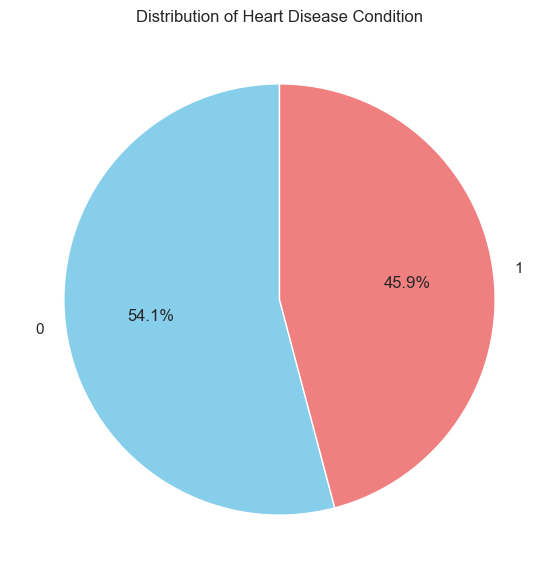 Distribution of Heart Disease Condition
1
45.9%
54.1%
0